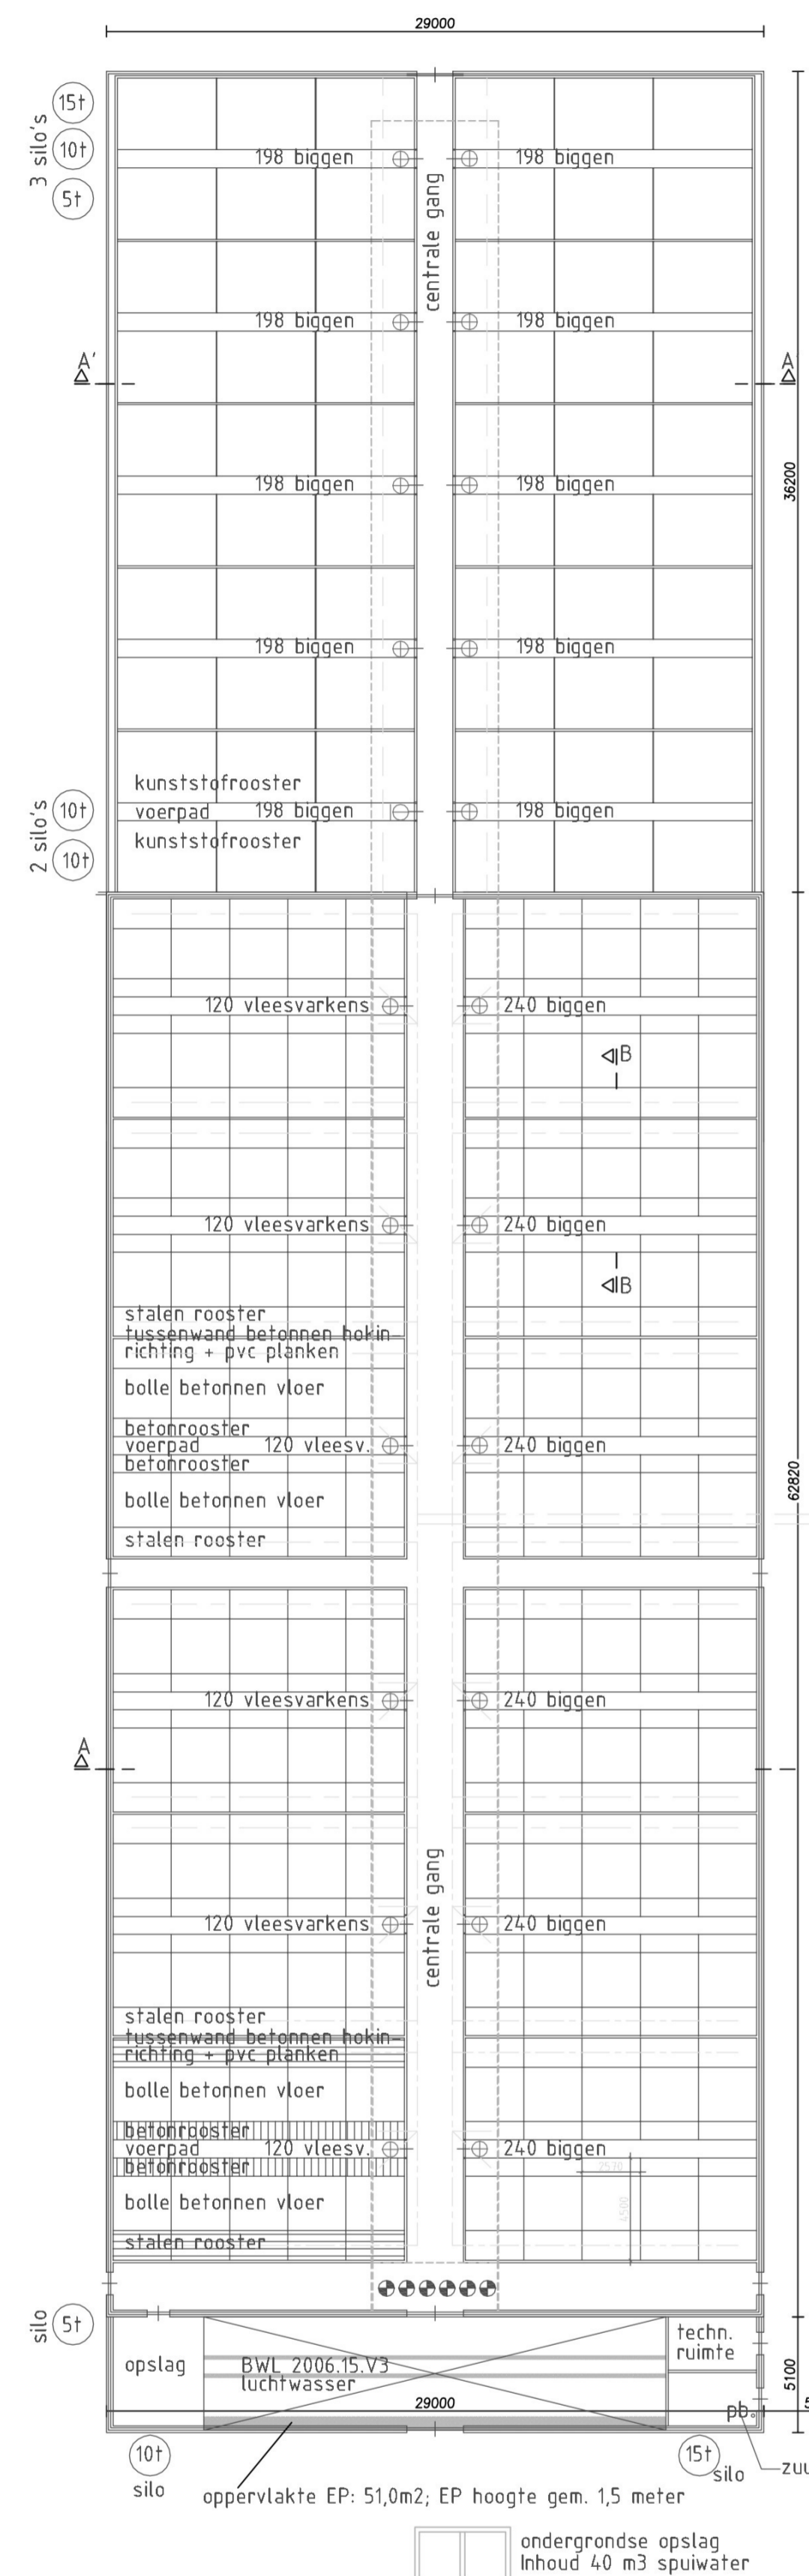 29000
3 silo's
15t
10t
5t
198 biggen
198 biggen
centrale gang
198 biggen
198 biggen
A'
A
36200
198 biggen
198 biggen
198 biggen
198 biggen
kunststofrooster
2 silo's
10t
voerpad
198 biggen
198 biggen
kunststofrooster
10t
120 vleesvarkens
240 biggen
B
120 vleesvarkens
240 biggen
B
stalen rooster
tussenwand betonnen hokin-
richting + pvc planken
bolle betonnen vloer
betonrooster
voerpad
120 vleesv.
240 biggen
betonrooster
62820
bolle betonnen vloer
stalen rooster
120 vleesvarkens
240 biggen
A
centrale gang
120 vleesvarkens
240 biggen
stalen rooster
tussenwand betonnen hokin-
richting + pvc planken
bolle betonnen vloer
betonrooster
voerpad
120 vleesv.
240 biggen
betonrooster
2570
4500
bolle betonnen vloer
stalen rooster
silo
5t
techn.
ruimte
opslag
BWL 2006.15.V3
luchtwasser
5100
29000
5
pb.
10t
silo
15t
silo
zuu
oppervlakte EP: 51,0m2; EP hoogte gem. 1,5 meter
ondergrondse opslag
Inhoud 40 m3 spuiwater